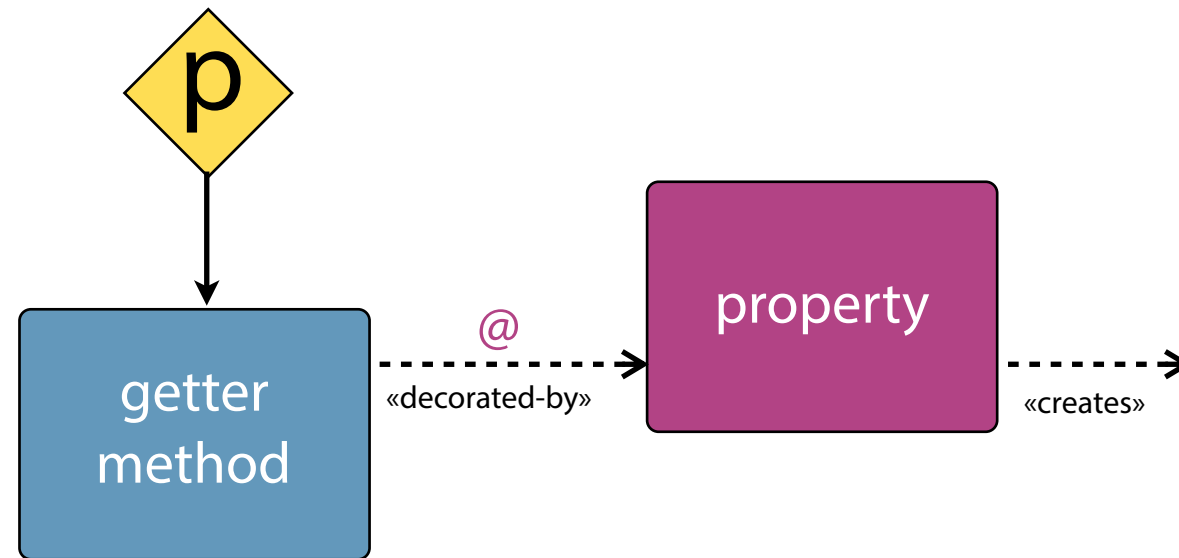 p
getter
method
@
«decorated-by»
property
«creates»